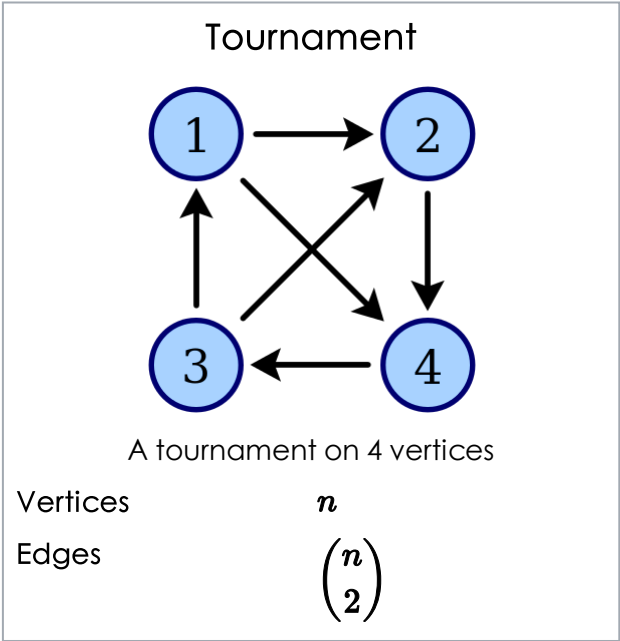 Tournament
1 2
3 4
A tournament on 4 vertices
Vertices n
Edges (n 2)